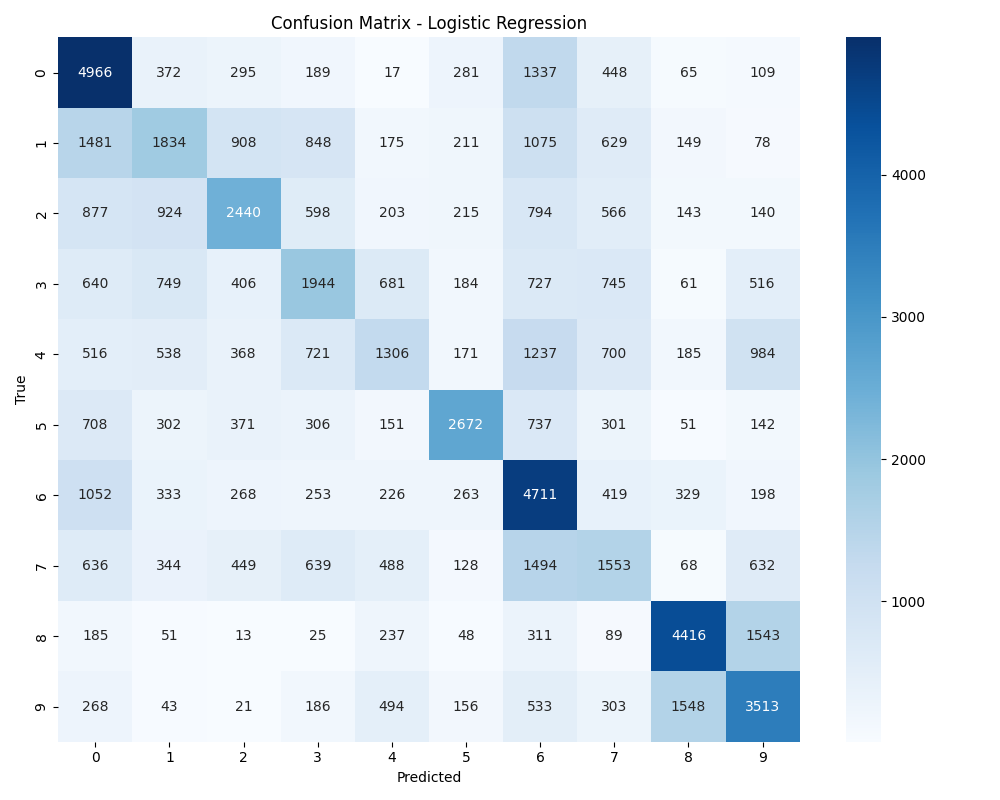 Confusion Matrix - Logistic Regression
0 4966 372 295 189 17 281 1337 448 65 109
1 1481 1834 908 848 175 211 1075 629 149 78
2 877 924 2440 598 203 215 794 566 143 140
3 640 749 406 1944 681 184 727 745 61 516
4 516 538 368 721 1306 171 1237 700 185 984
5 708 302 371 306 151 2672 737 301 51 142
6 1052 333 268 253 226 263 4711 419 329 198
7 636 344 449 639 488 128 1494 1553 68 632
8 185 51 13 25 237 48 311 89 4416 1543
9 268 43 21 186 494 156 533 303 1548 3513
0 1 2 3 4 5 6 7 8 9
Predicted
True
4000
3000
2000
1000